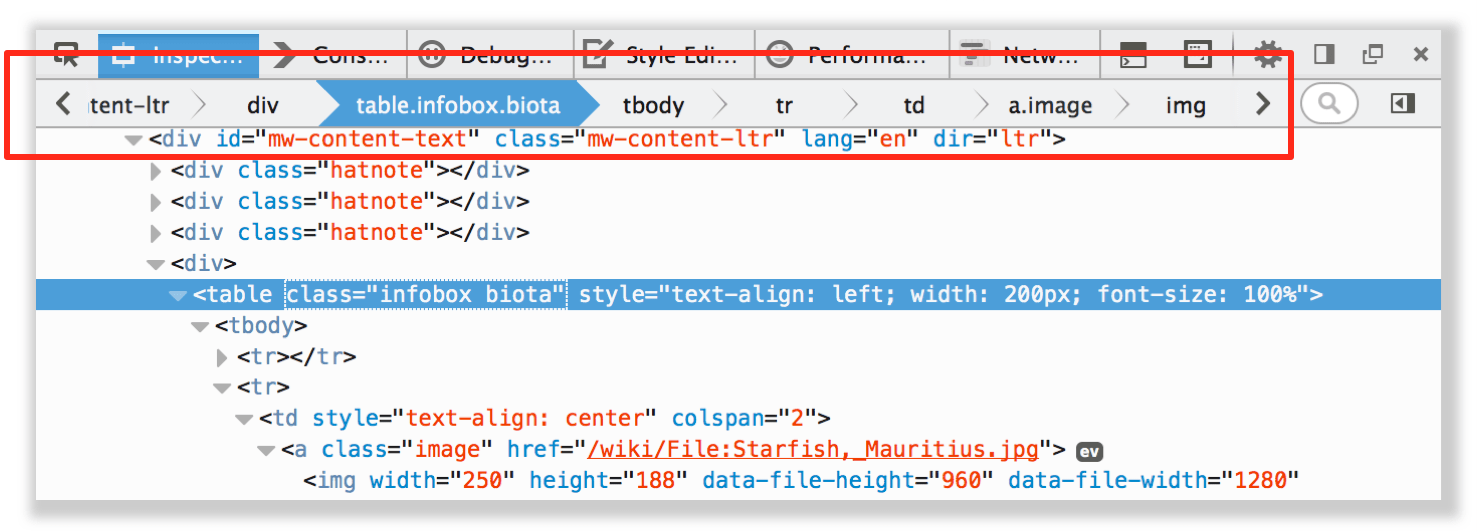 Inspec... Cons... Debug... Style Edi... Performa... Netw...
tent-ltr div table.infobox.biota tbody tr td a.image img
<div id="mw-content-text" class="mw-content-ltr" lang="en" dir="ltr">
<div class="hatnote"></div>
<div class="hatnote"></div>
<div class="hatnote"></div>
<div>
<table class="infobox biota" style="text-align: left; width: 200px; font-size: 100%">
<tbody>
<tr></tr>
<tr>
<td style="text-align: center" colspan="2">
<a class="image" href="/wiki/File:Starfish,_Mauritius.jpg"> ev
<img width="250" height="188" data-file-height="960" data-file-width="1280"